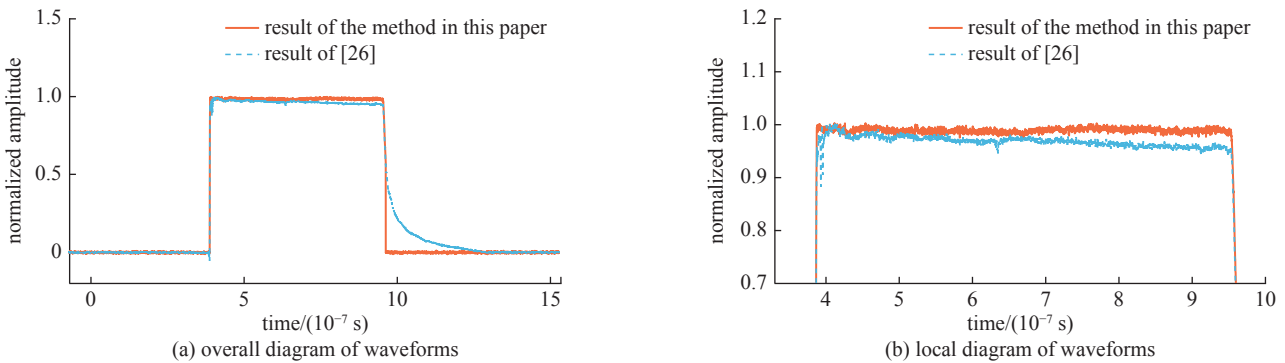 1.5
result of the method in this paper
result of [26]
1.0
0.5
0
normalized amplitude
0
5
10
15
time/(10⁻⁷ s)
(a) overall diagram of waveforms
1.2
result of the method in this paper
result of [26]
1.1
1.0
0.9
0.8
0.7
normalized amplitude
4
5
6
7
8
9
10
time/(10⁻⁷ s)
(b) local diagram of waveforms